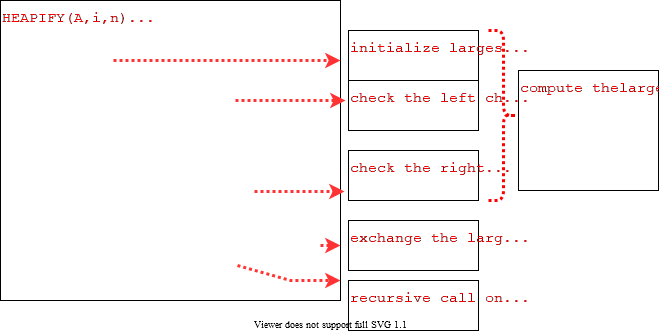 HEAPIFY(A,i,n)...
initialize larges...
check the left ch...
compute thelarge
check the right...
exchange the larg...
recursive call on...
Viewer does not support full SVG 1.1